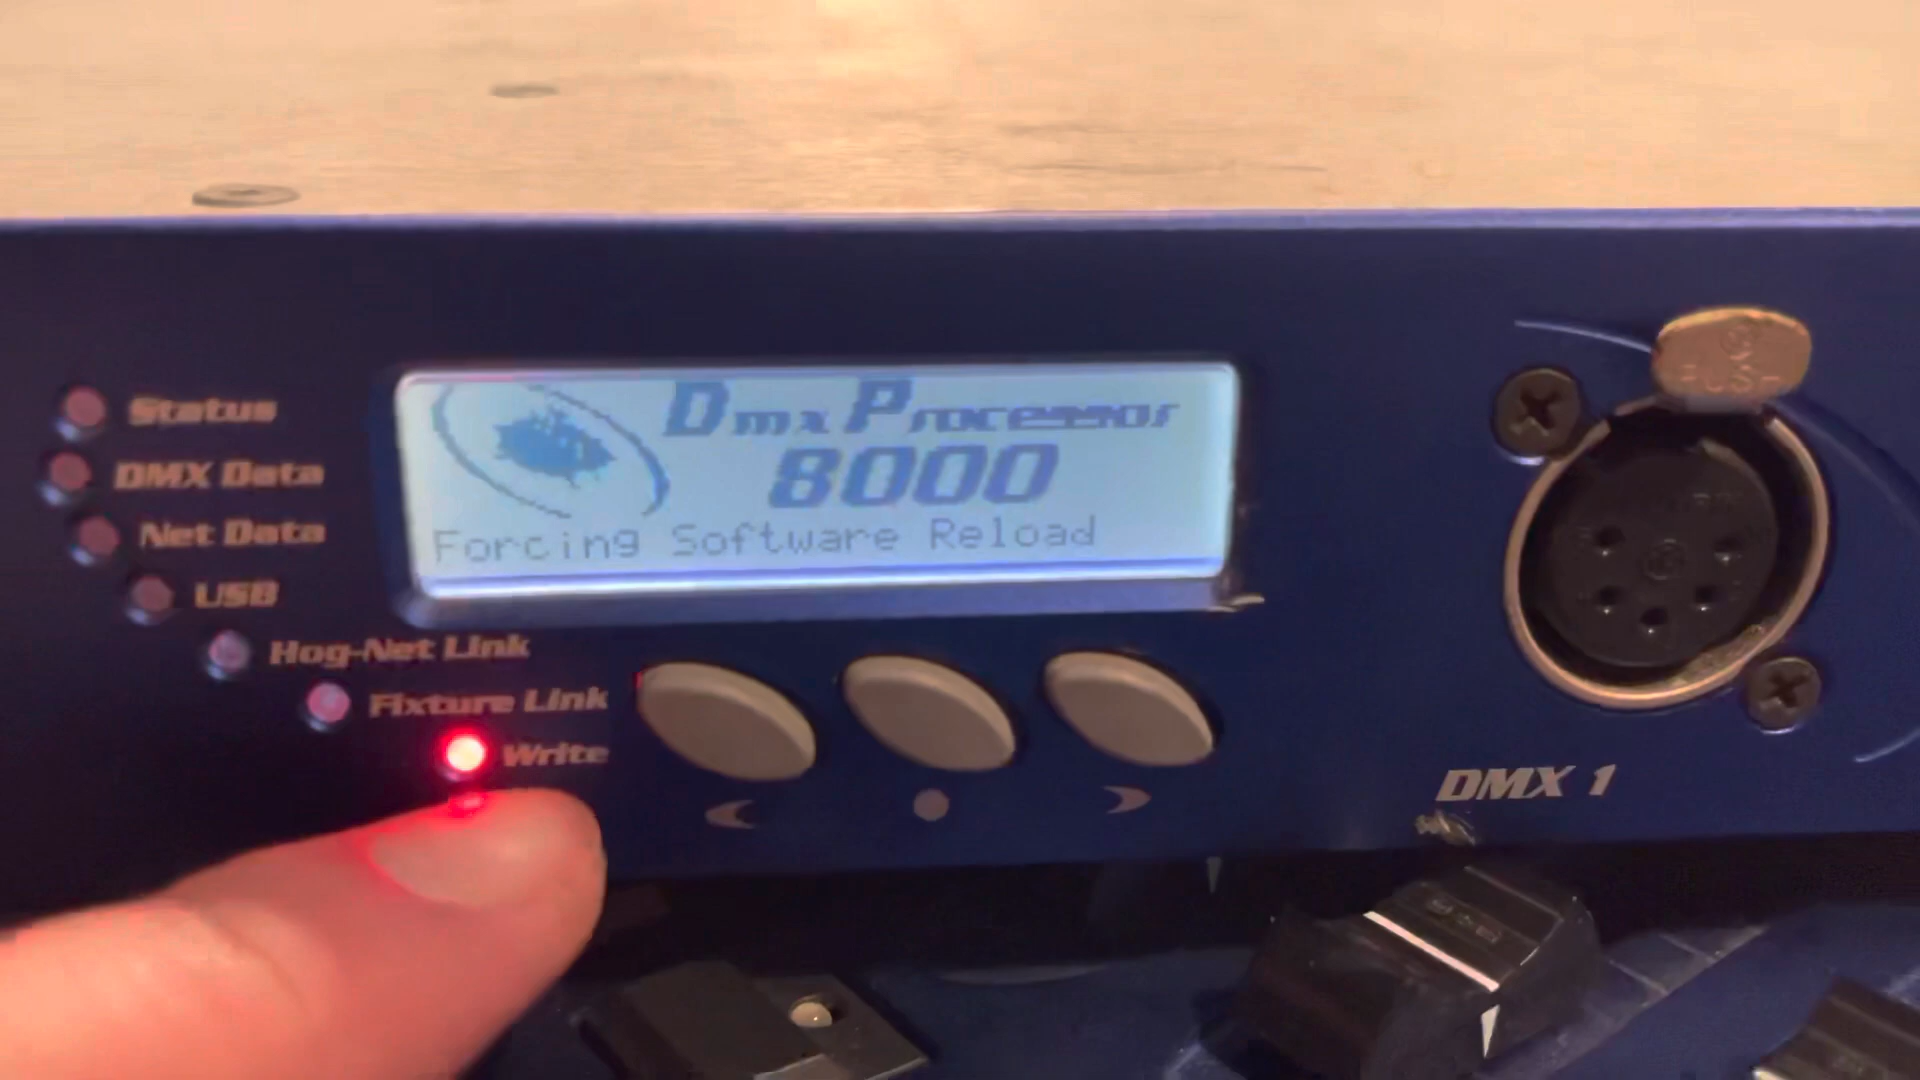 Status
DMX Data
Net Data
USB
Hog-Net Link
Fixture Link
Write
Dmx Processor
8000
Forcing Software Reload
PUSH
DMX 1